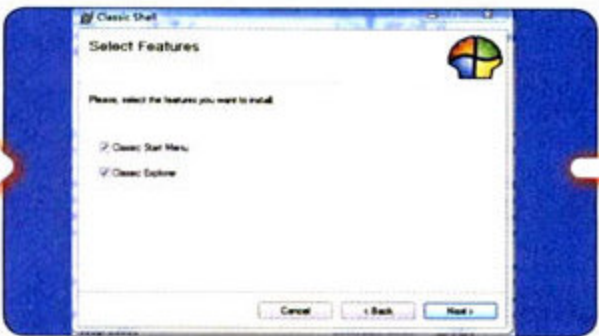 Classic Shell
Select Features
Please, select the features you want to install.
Classic Start Menu
Classic Explorer
Cancel
< Back
Next >